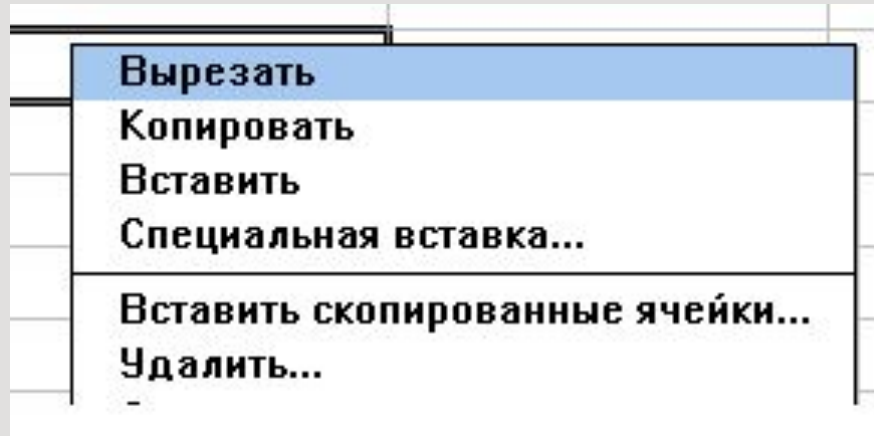 Вырезать
Копировать
Вставить
Специальная вставка...
Вставить скопированные ячейки...
Удалить...